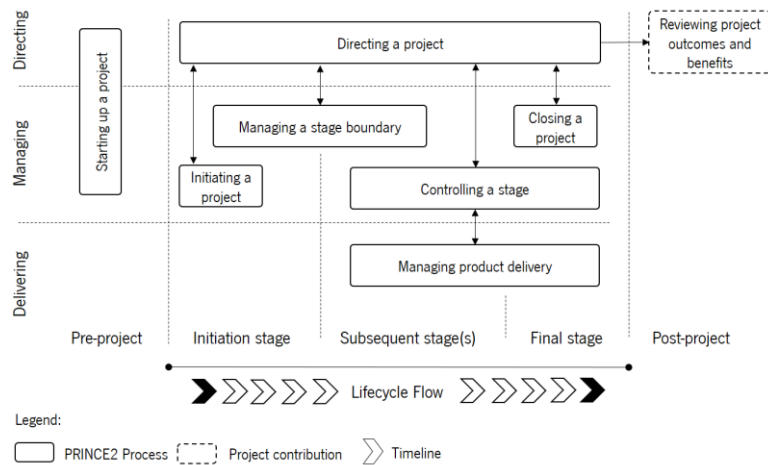 Directing
Managing
Delivering
Starting up a project
Directing a project
Reviewing project
outcomes and
benefits
Managing a stage boundary
Closing a
project
Initiating a
project
Controlling a stage
Managing product delivery
Pre-project
Initiation stage
Subsequent stage(s)
Final stage
Post-project
Lifecycle Flow
Legend:
PRINCE2 Process
Project contribution
Timeline